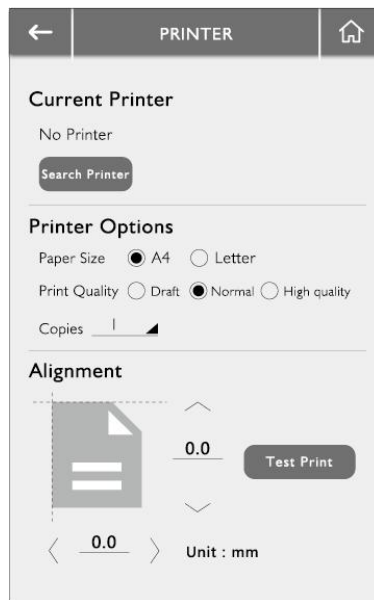 PRINTER
Current Printer
No Printer
Search Printer
Printer Options
Paper Size A4 Letter
Print Quality Draft Normal High quality
Copies 1
Alignment
0.0
Test Print
0.0 Unit : mm